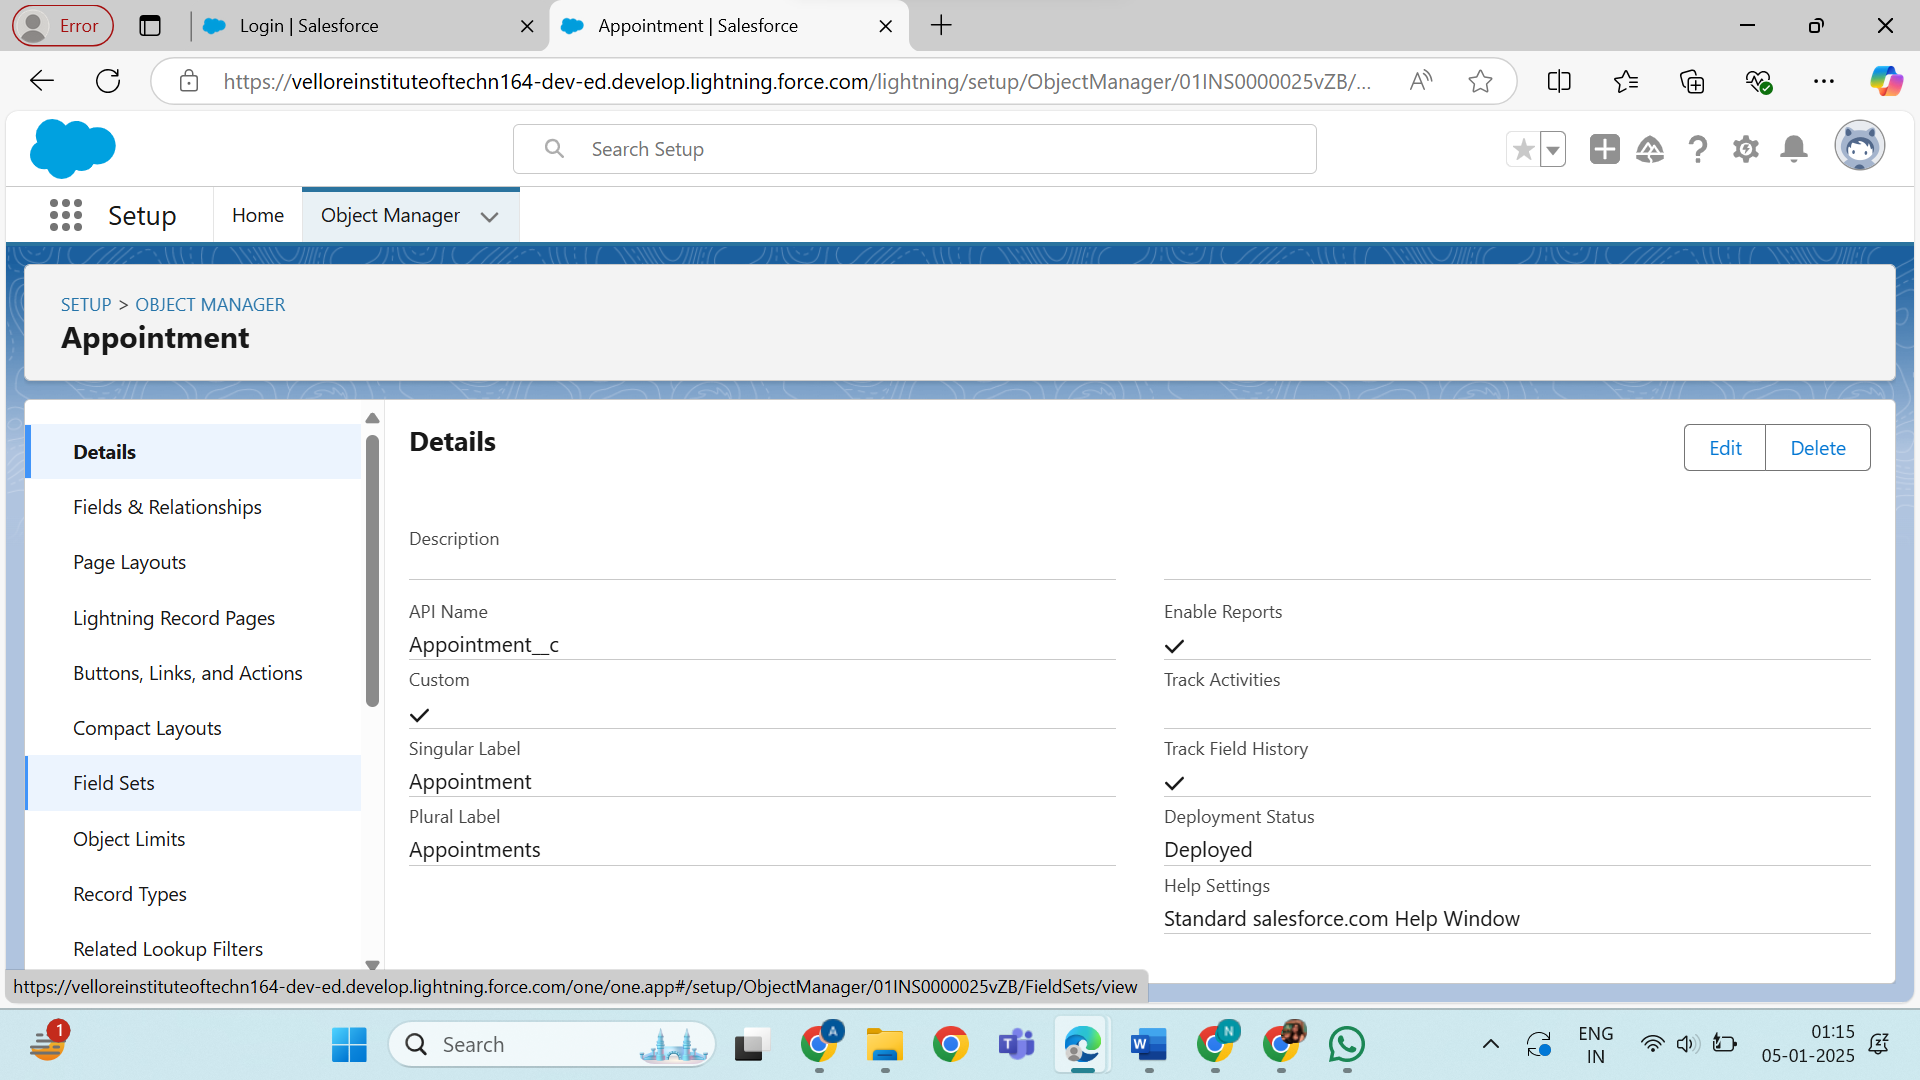 Error
Login | Salesforce
Appointment | Salesforce
https://velloreinstituteoftechn164-dev-ed.develop.lightning.force.com/lightning/setup/ObjectManager/01INS0000025vZB/...
Search Setup
Setup
Home
Object Manager
SETUP > OBJECT MANAGER
Appointment
Details
Fields & Relationships
Page Layouts
Lightning Record Pages
Buttons, Links, and Actions
Compact Layouts
Field Sets
Object Limits
Record Types
Related Lookup Filters
Details
Edit
Delete
Description
API Name
Appointment__c
Custom
Singular Label
Appointment
Plural Label
Appointments
Enable Reports
Track Activities
Track Field History
Deployment Status
Deployed
Help Settings
Standard salesforce.com Help Window
https://velloreinstituteoftechn164-dev-ed.develop.lightning.force.com/one/one.app#/setup/ObjectManager/01INS0000025vZB/FieldSets/view
1
Search
A
N
ENG
IN
01:15
05-01-2025